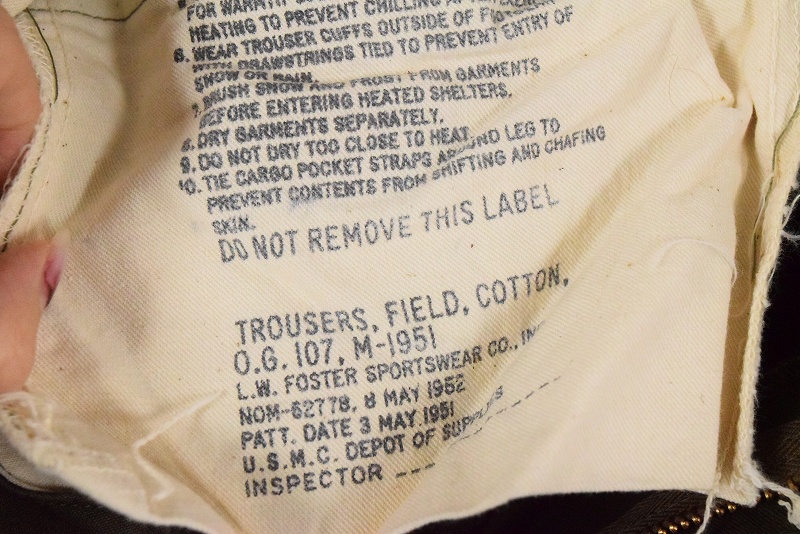 FOR WARMTH
HEATING TO PREVENT CHILLING
6. WEAR TROUSER CUFFS OUTSIDE OF
WITH DRAWSTRINGS TIED TO PREVENT ENTRY OF
SNOW OR RAIN.
7. BRUSH SNOW AND FROST FROM GARMENTS
BEFORE ENTERING HEATED SHELTERS.
8. DRY GARMENTS SEPARATELY.
9. DO NOT DRY TOO CLOSE TO HEAT.
10. TIE CARGO POCKET STRAPS AROUND LEG TO
PREVENT CONTENTS FROM SHIFTING AND CHAFING
SKIN.
DO NOT REMOVE THIS LABEL
TROUSERS, FIELD, COTTON,
O.G. 107, M-1951
L.W. FOSTER SPORTSWEAR CO., INC
NOM-62778, 8 MAY 1952
PATT. DATE 3 MAY 1951
U.S.M.C. DEPOT OF SUPPLIES
INSPECTOR ---